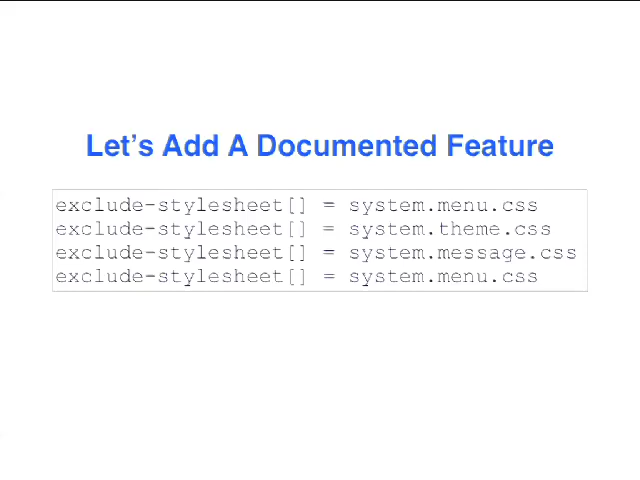 Let's Add A Documented Feature
exclude-stylesheet[] = system.menu.css
exclude-stylesheet[] = system.theme.css
exclude-stylesheet[] = system.message.css
exclude-stylesheet[] = system.menu.css